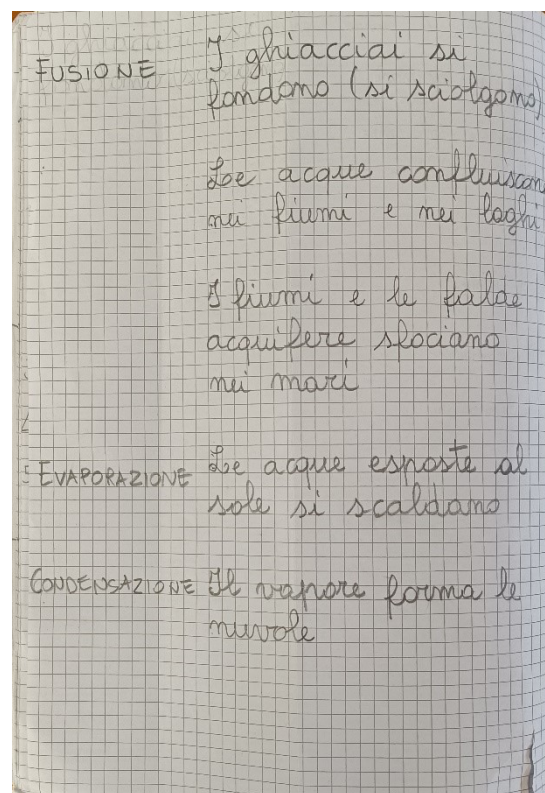 FUSIONE I ghiacciai si
fondono (si sciolgono)
Le acque confluiscon
nei fiumi e nei laghi
I fiumi e le falde
acquifere sfociano
nei mari
EVAPORAZIONE Le acque esposte al
sole si scaldano
CONDENSAZIONE Il vapore forma le
nuvole